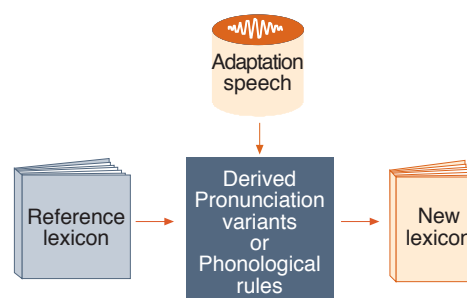 Adaptation
speech
Reference
lexicon
Derived
Pronunciation
variants
or
Phonological
rules
New
lexicon